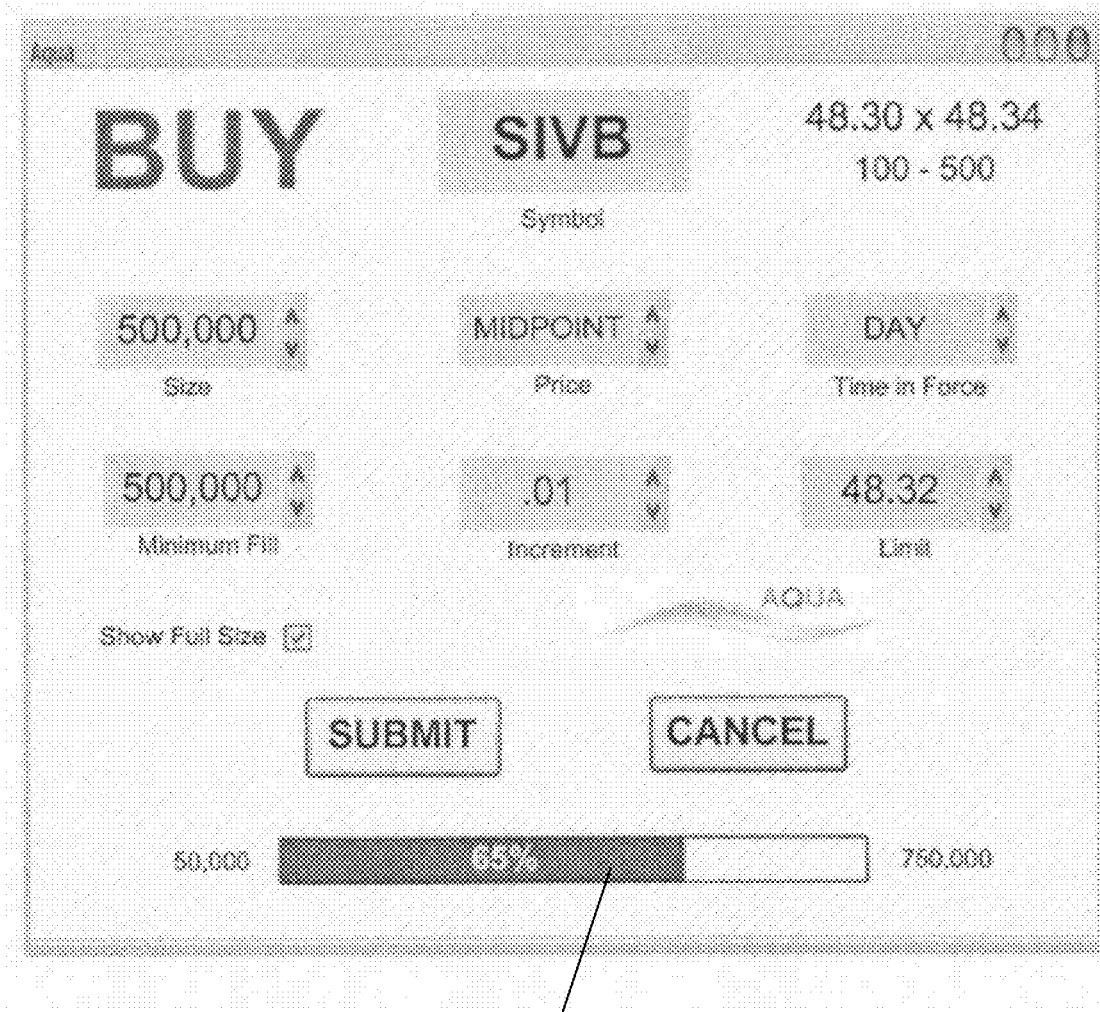 Aqua
BUY SIVB 48.30 x 48.34
100 - 500
Symbol
500,000 MIDPOINT DAY
Size Price Time in Force
500,000 .01 48.32
Minimum Fill Increment Limit
AQUA
Show Full Size
SUBMIT CANCEL
50,000 65% 750,000